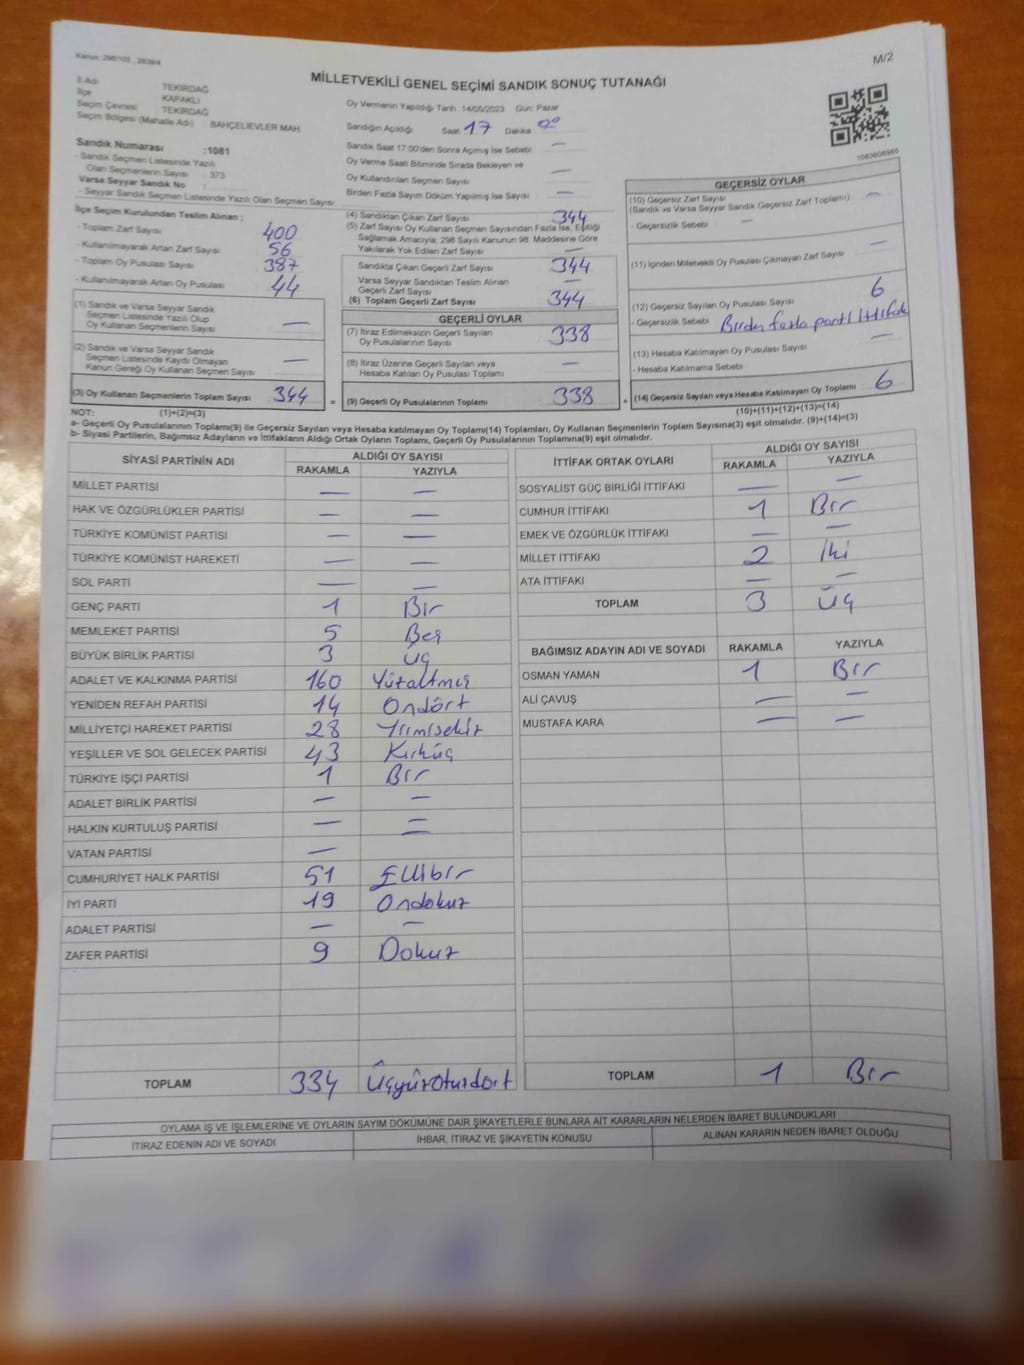 Kanun: 298/105 , 2839/4
M/2
MİLLETVEKİLİ GENEL SEÇİMİ SANDIK SONUÇ TUTANAĞI
İl Adı TEKİRDAĞ
İlçe KAPAKLI
Seçim Çevresi TEKİRDAĞ
Seçim Bölgesi (Mahalle Adı) : BAHÇELİEVLER MAH.
Sandık Numarası :1081
- Sandık Seçmen Listesinde Yazılı
Olan Seçmenlerin Sayısı : 373
Varsa Seyyar Sandık No :
- Seyyar Sandık Seçmen Listesinde Yazılı Olan Seçmen Sayısı :
Oy Vermenin Yapıldığı Tarih: 14/05/2023 Gün: Pazar
Sandığın Açıldığı Saat 17 Dakika 00
Sandık Saat 17:00'den Sonra Açılmış İse Sebebi —
Oy Verme Saati Bitiminde Sırada Bekleyen ve
Oy Kullandırılan Seçmen Sayısı —
Birden Fazla Sayım Döküm Yapılmış İse Sayısı —
1083608965
İlçe Seçim Kurulundan Teslim Alınan ;
- Toplam Zarf Sayısı 400
- Kullanılmayarak Artan Zarf Sayısı 56
- Toplam Oy Pusulası Sayısı 387
- Kullanılmayarak Artan Oy Pusulası 44
(1) Sandık ve Varsa Seyyar Sandık
Seçmen Listesinde Yazılı Olup
Oy Kullanan Seçmenlerin Sayısı : —
(2) Sandık ve Varsa Seyyar Sandık
Seçmen Listesinde Kayıtlı Olmayan
Kanun Gereği Oy Kullanan Seçmen Sayısı : —
(3) Oy Kullanan Seçmenlerin Toplam Sayısı 344
=
(4) Sandıktan Çıkan Zarf Sayısı 344
(5) Zarf Sayısı Oy Kullanan Seçmen Sayısından Fazla İse, Eşitliği
Sağlamak Amacıyla, 298 Sayılı Kanunun 98. Maddesine Göre
Yakılarak Yok Edilen Zarf Sayısı —
Sandıkta Çıkan Geçerli Zarf Sayısı 344
Varsa Seyyar Sandıktan Teslim Alınan
Geçerli Zarf Sayısı —
(6) Toplam Geçerli Zarf Sayısı 344
GEÇERLİ OYLAR
(7) İtiraz Edilmeksizin Geçerli Sayılan
Oy Pusulalarının Sayısı 338
(8) İtiraz Üzerine Geçerli Sayılan veya
Hesaba Katılan Oy Pusulası Toplamı —
(9) Geçerli Oy Pusulalarının Toplamı 338
+
GEÇERSİZ OYLAR
(10) Geçersiz Zarf Sayısı
(Sandık ve Varsa Seyyar Sandık Geçersiz Zarf Toplamı) —
- Geçersizlik Sebebi : —
(11) İçinden Milletvekili Oy Pusulası Çıkmayan Zarf Sayısı —
(12) Geçersiz Sayılan Oy Pusulası Sayısı 6
- Geçersizlik Sebebi Birden fazla parti ittifak
(13) Hesaba Katılmayan Oy Pusulası Sayısı —
- Hesaba Katılmama Sebebi
(14) Geçersiz Sayılan veya Hesaba Katılmayan Oy Toplamı 6
NOT: (1)+(2)=(3)
(10)+(11)+(12)+(13)=(14)
a- Geçerli Oy Pusulalarının Toplamı(9) ile Geçersiz Sayılan veya Hesaba katılmayan Oy Toplamı(14) Toplamları, Oy Kullanan Seçmenlerin Toplam Sayısına(3) eşit olmalıdır. (9)+(14)=(3)
b- Siyasi Partilerin, Bağımsız Adayların ve İttifakların Aldığı Ortak Oyların Toplamı, Geçerli Oy Pusulalarının Toplamına(9) eşit olmalıdır.
SİYASİ PARTİNİN ADI ALDIĞI OY SAYISI
RAKAMLA YAZIYLA
MİLLET PARTİSİ — —
HAK VE ÖZGÜRLÜKLER PARTİSİ — —
TÜRKİYE KOMÜNİST PARTİSİ — —
TÜRKİYE KOMÜNİST HAREKETİ — —
SOL PARTİ — —
GENÇ PARTİ 1 Bir
MEMLEKET PARTİSİ 5 Beş
BÜYÜK BİRLİK PARTİSİ 3 üç
ADALET VE KALKINMA PARTİSİ 160 Yüzaltmış
YENİDEN REFAH PARTİSİ 14 Ondört
MİLLİYETÇİ HAREKET PARTİSİ 28 Yirmisekiz
YEŞİLLER VE SOL GELECEK PARTİSİ 43 Kırküç
TÜRKİYE İŞÇİ PARTİSİ 1 Bir
ADALET BİRLİK PARTİSİ — —
HALKIN KURTULUŞ PARTİSİ — —
VATAN PARTİSİ — —
CUMHURİYET HALK PARTİSİ 51 Ellibir
İYİ PARTİ 19 Ondokuz
ADALET PARTİSİ — —
ZAFER PARTİSİ 9 Dokuz
TOPLAM 334 Üçyüzotuzdört
İTTİFAK ORTAK OYLARI ALDIĞI OY SAYISI
RAKAMLA YAZIYLA
SOSYALİST GÜÇ BİRLİĞİ İTTİFAKI — —
CUMHUR İTTİFAKI 1 Bir
EMEK VE ÖZGÜRLÜK İTTİFAKI — —
MİLLET İTTİFAKI 2 İki
ATA İTTİFAKI — —
TOPLAM 3 Üç
BAĞIMSIZ ADAYIN ADI VE SOYADI RAKAMLA YAZIYLA
OSMAN YAMAN 1 Bir
ALİ ÇAVUŞ — —
MUSTAFA KARA — —
TOPLAM 1 Bir
OYLAMA İŞ VE İŞLEMLERİNE VE OYLARIN SAYIM DÖKÜMÜNE DAİR ŞİKAYETLERLE BUNLARA AİT KARARLARIN NELERDEN İBARET BULUNDUKLARI
İTİRAZ EDENİN ADI VE SOYADI İHBAR, İTİRAZ VE ŞİKAYETİN KONUSU ALINAN KARARIN NEDEN İBARET OLDUĞU